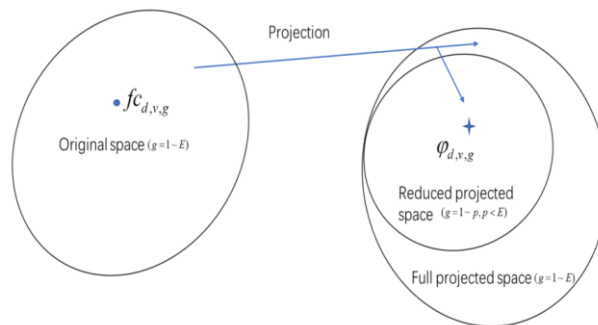 Projection
fc_{d,v,g}
Original space (g=1~E)
φ_{d,v,g}
Reduced projected
space (g=1~p, p<E)
Full projected space (g=1~E)